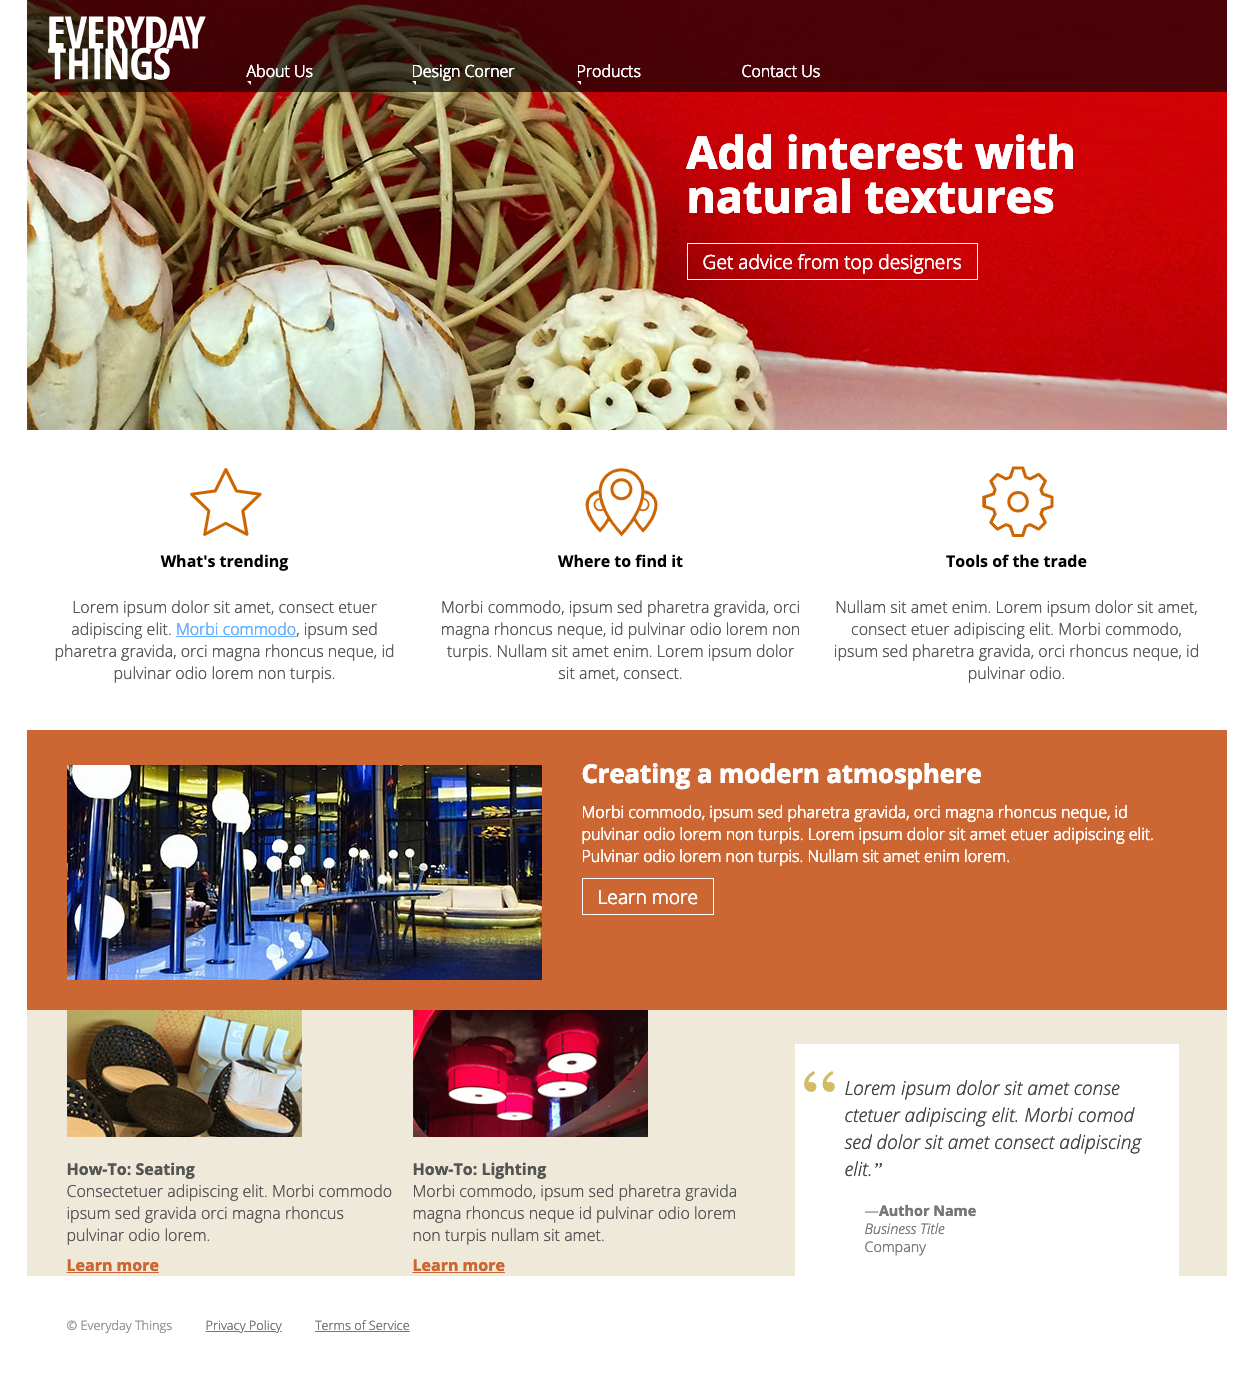 EVERYDAY
THINGS
About Us
Design Corner
Products
Contact Us
Add interest with
natural textures
Get advice from top designers
What's trending
Lorem ipsum dolor sit amet, consect etuer
adipiscing elit. Morbi commodo, ipsum sed
pharetra gravida, orci magna rhoncus neque, id
pulvinar odio lorem non turpis.
Where to find it
Morbi commodo, ipsum sed pharetra gravida, orci
magna rhoncus neque, id pulvinar odio lorem non
turpis. Nullam sit amet enim. Lorem ipsum dolor
sit amet, consect.
Tools of the trade
Nullam sit amet enim. Lorem ipsum dolor sit amet,
consect etuer adipiscing elit. Morbi commodo,
ipsum sed pharetra gravida, orci rhoncus neque, id
pulvinar odio.
Creating a modern atmosphere
Morbi commodo, ipsum sed pharetra gravida, orci magna rhoncus neque, id
pulvinar odio lorem non turpis. Lorem ipsum dolor sit amet etuer adipiscing elit.
Pulvinar odio lorem non turpis. Nullam sit amet enim lorem.
Learn more
How-To: Seating
Consectetuer adipiscing elit. Morbi commodo
ipsum sed gravida orci magna rhoncus
pulvinar odio lorem.
Learn more
How-To: Lighting
Morbi commodo, ipsum sed pharetra gravida
magna rhoncus neque id pulvinar odio lorem
non turpis nullam sit amet.
Learn more
“Lorem ipsum dolor sit amet conse
ctetuer adipiscing elit. Morbi comod
sed dolor sit amet consect adipiscing
elit.”
—Author Name
Business Title
Company
© Everyday Things
Privacy Policy
Terms of Service